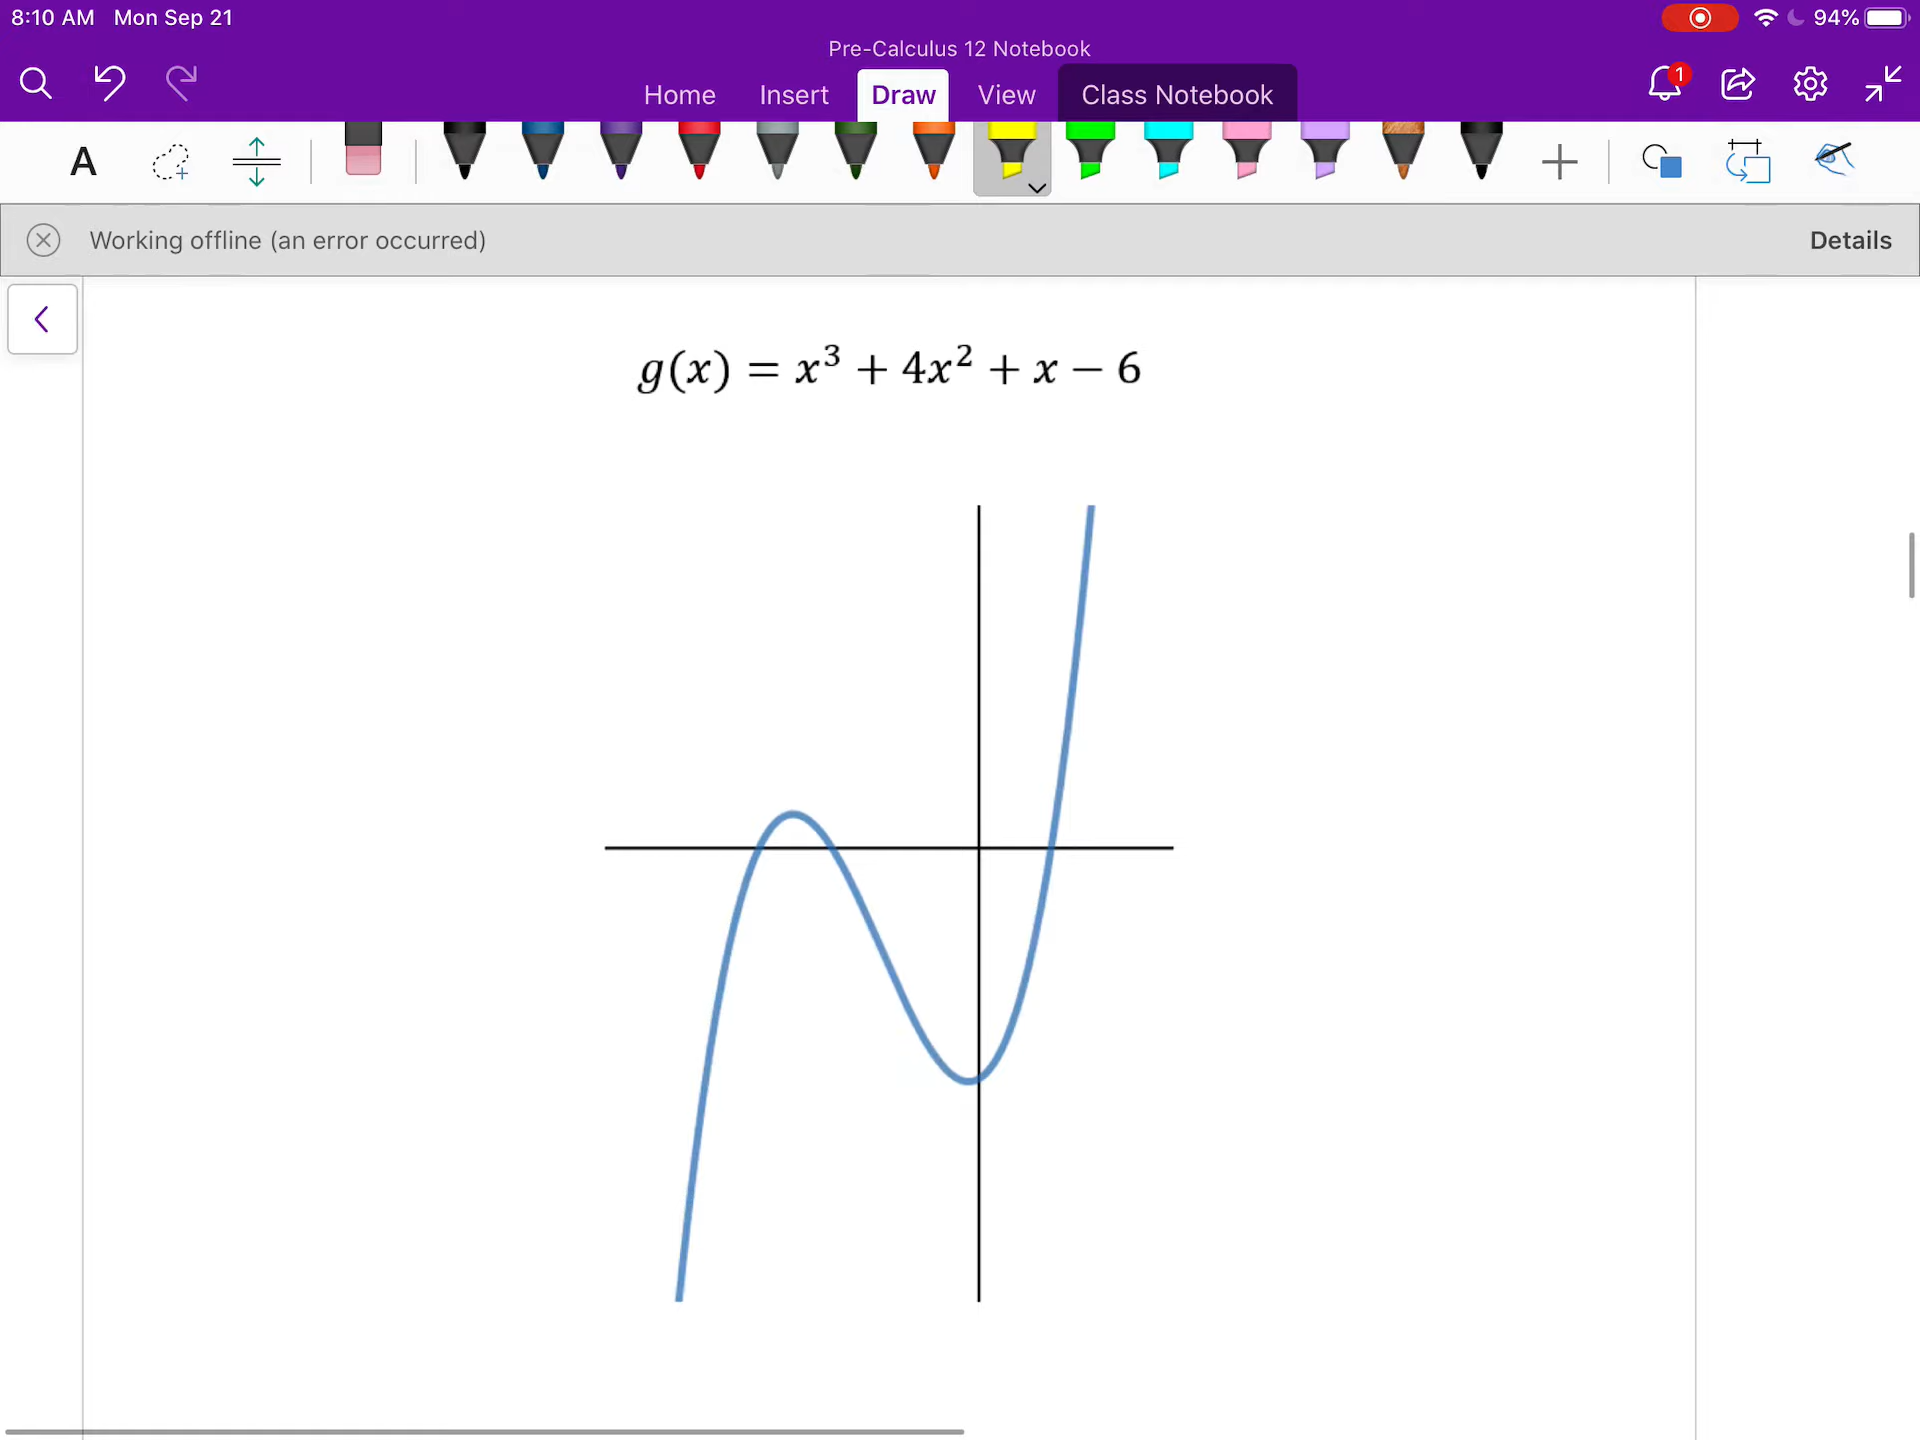 8:10 AM Mon Sep 21
94%
Pre-Calculus 12 Notebook
Home Insert Draw View Class Notebook
1
A
Working offline (an error occurred) Details
g(x) = x³ + 4x² + x − 6